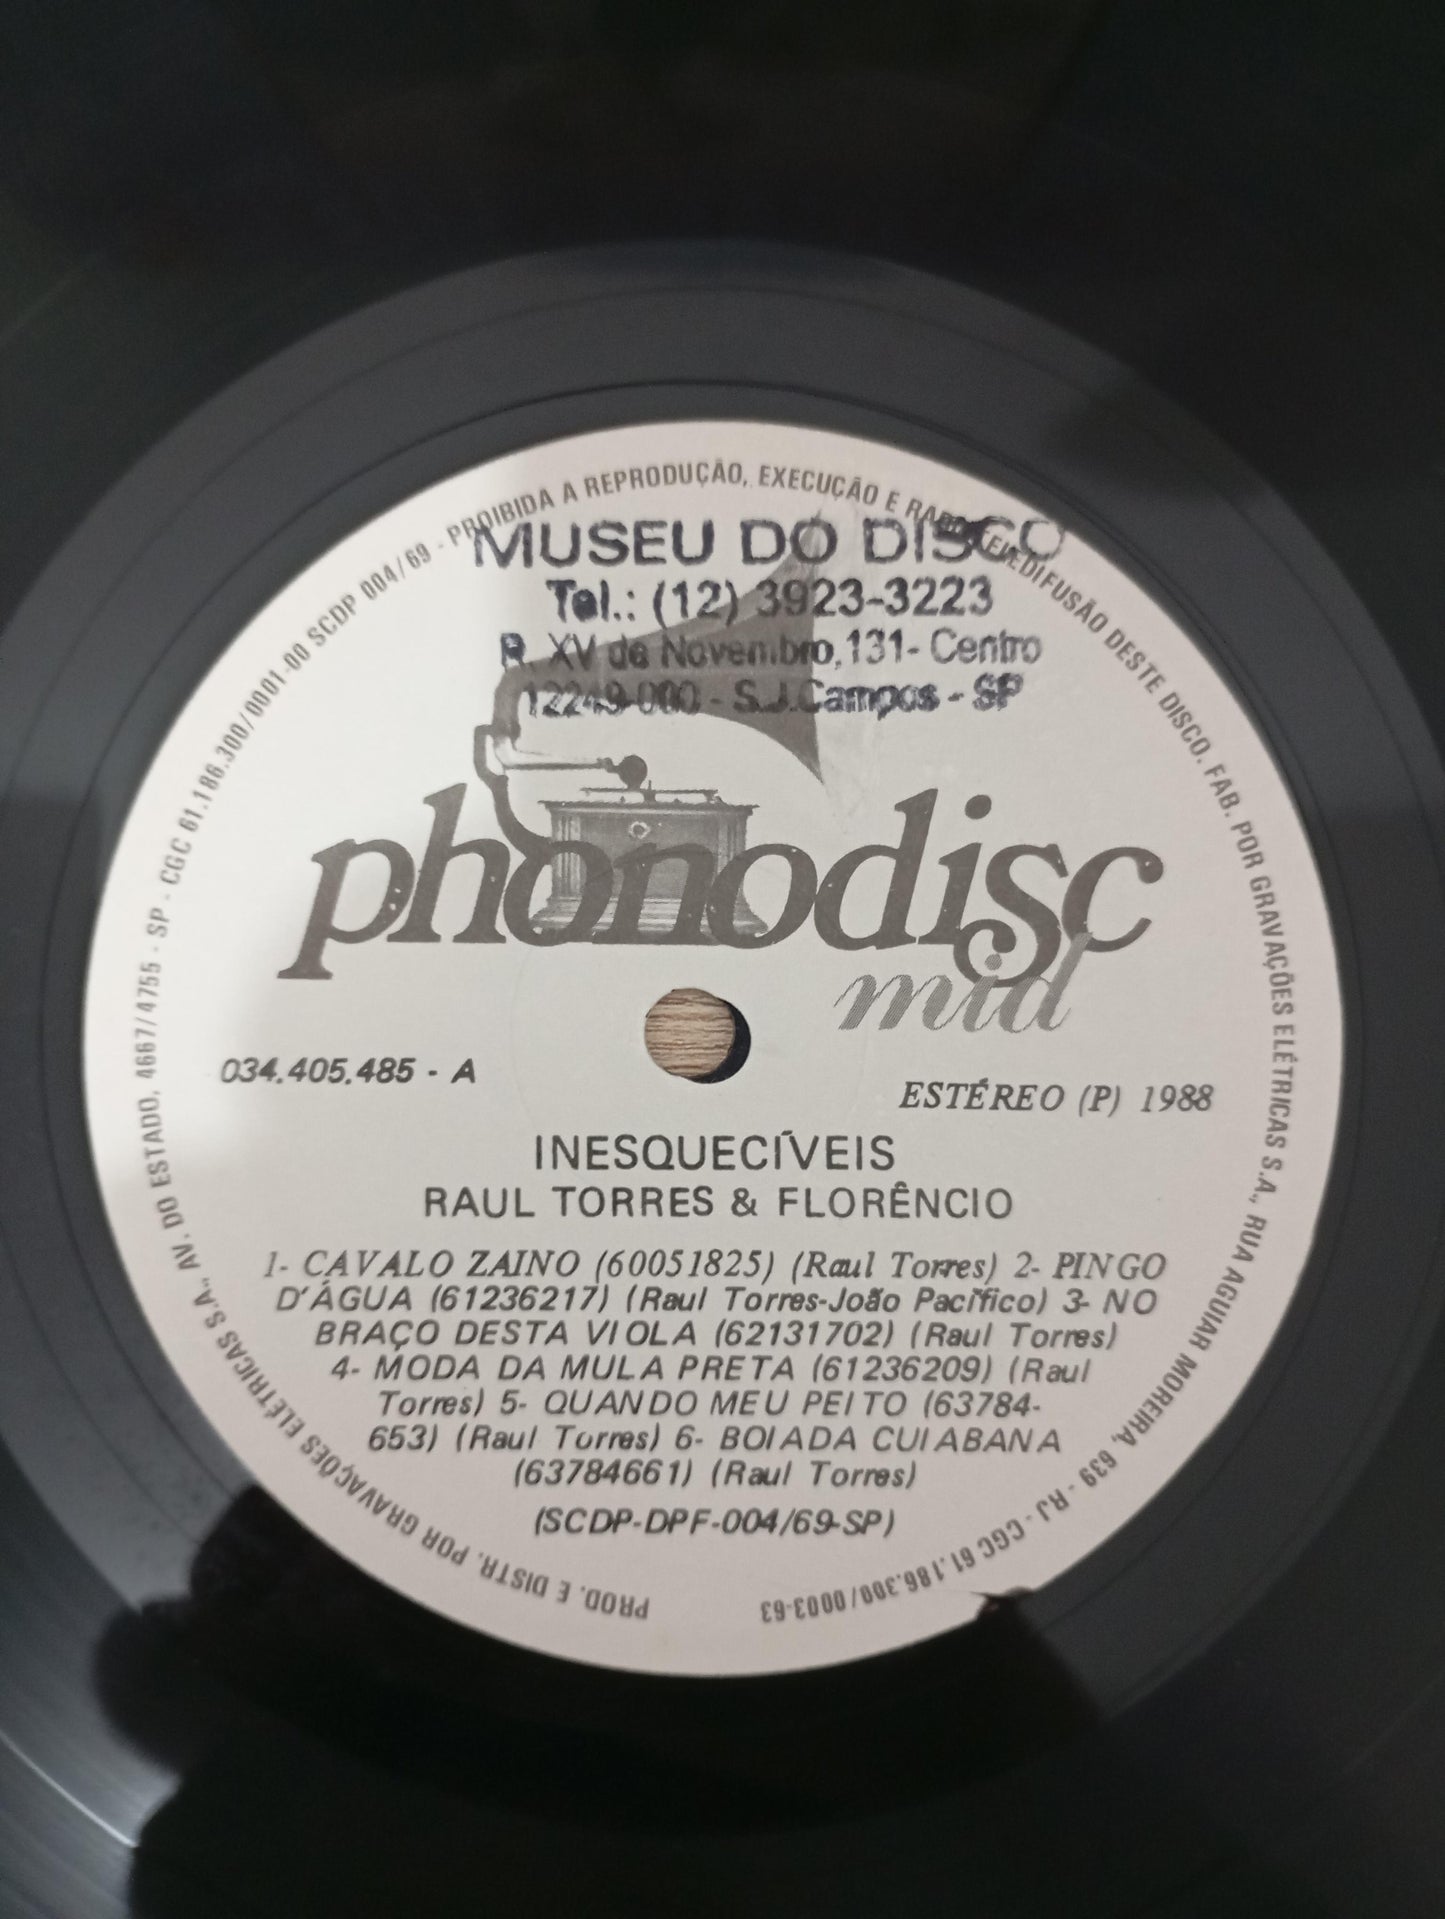 PROIBIDA A REPRODUÇÃO, EXECUÇÃO E RADIOTELEDIFUSÃO DESTE DISCO. FAB. POR GRAVAÇÕES ELÉTRICAS S.A., RUA AGUIAR MOREIRA, 639 - RJ - CGC 61.186.300/0003-63
PROD. E DISTR. POR GRAVAÇÕES ELÉTRICAS S.A., AV. DO ESTADO, 4667/4755 - SP - CGC 61.186.300/0001-00 SCDP 004/69 -
MUSEU DO DISCO
Tel.: (12) 3923-3223
R. XV de Novembro,131- Centro
S.J.Campos - SP
phonodisc
mid
034.405.485 - A
ESTÉREO (P) 1988
INESQUECÍVEIS
RAUL TORRES & FLORÊNCIO
1- CAVALO ZAINO (60051825) (Raul Torres) 2- PINGO
D'ÁGUA (61236217) (Raul Torres-João Pacífico) 3- NO
BRAÇO DESTA VIOLA (62131702) (Raul Torres)
4- MODA DA MULA PRETA (61236209) (Raul
Torres) 5- QUANDO MEU PEITO (63784-
653) (Raul Torres) 6- BOIADA CUIABANA
(63784661) (Raul Torres)
(SCDP-DPF-004/69-SP)